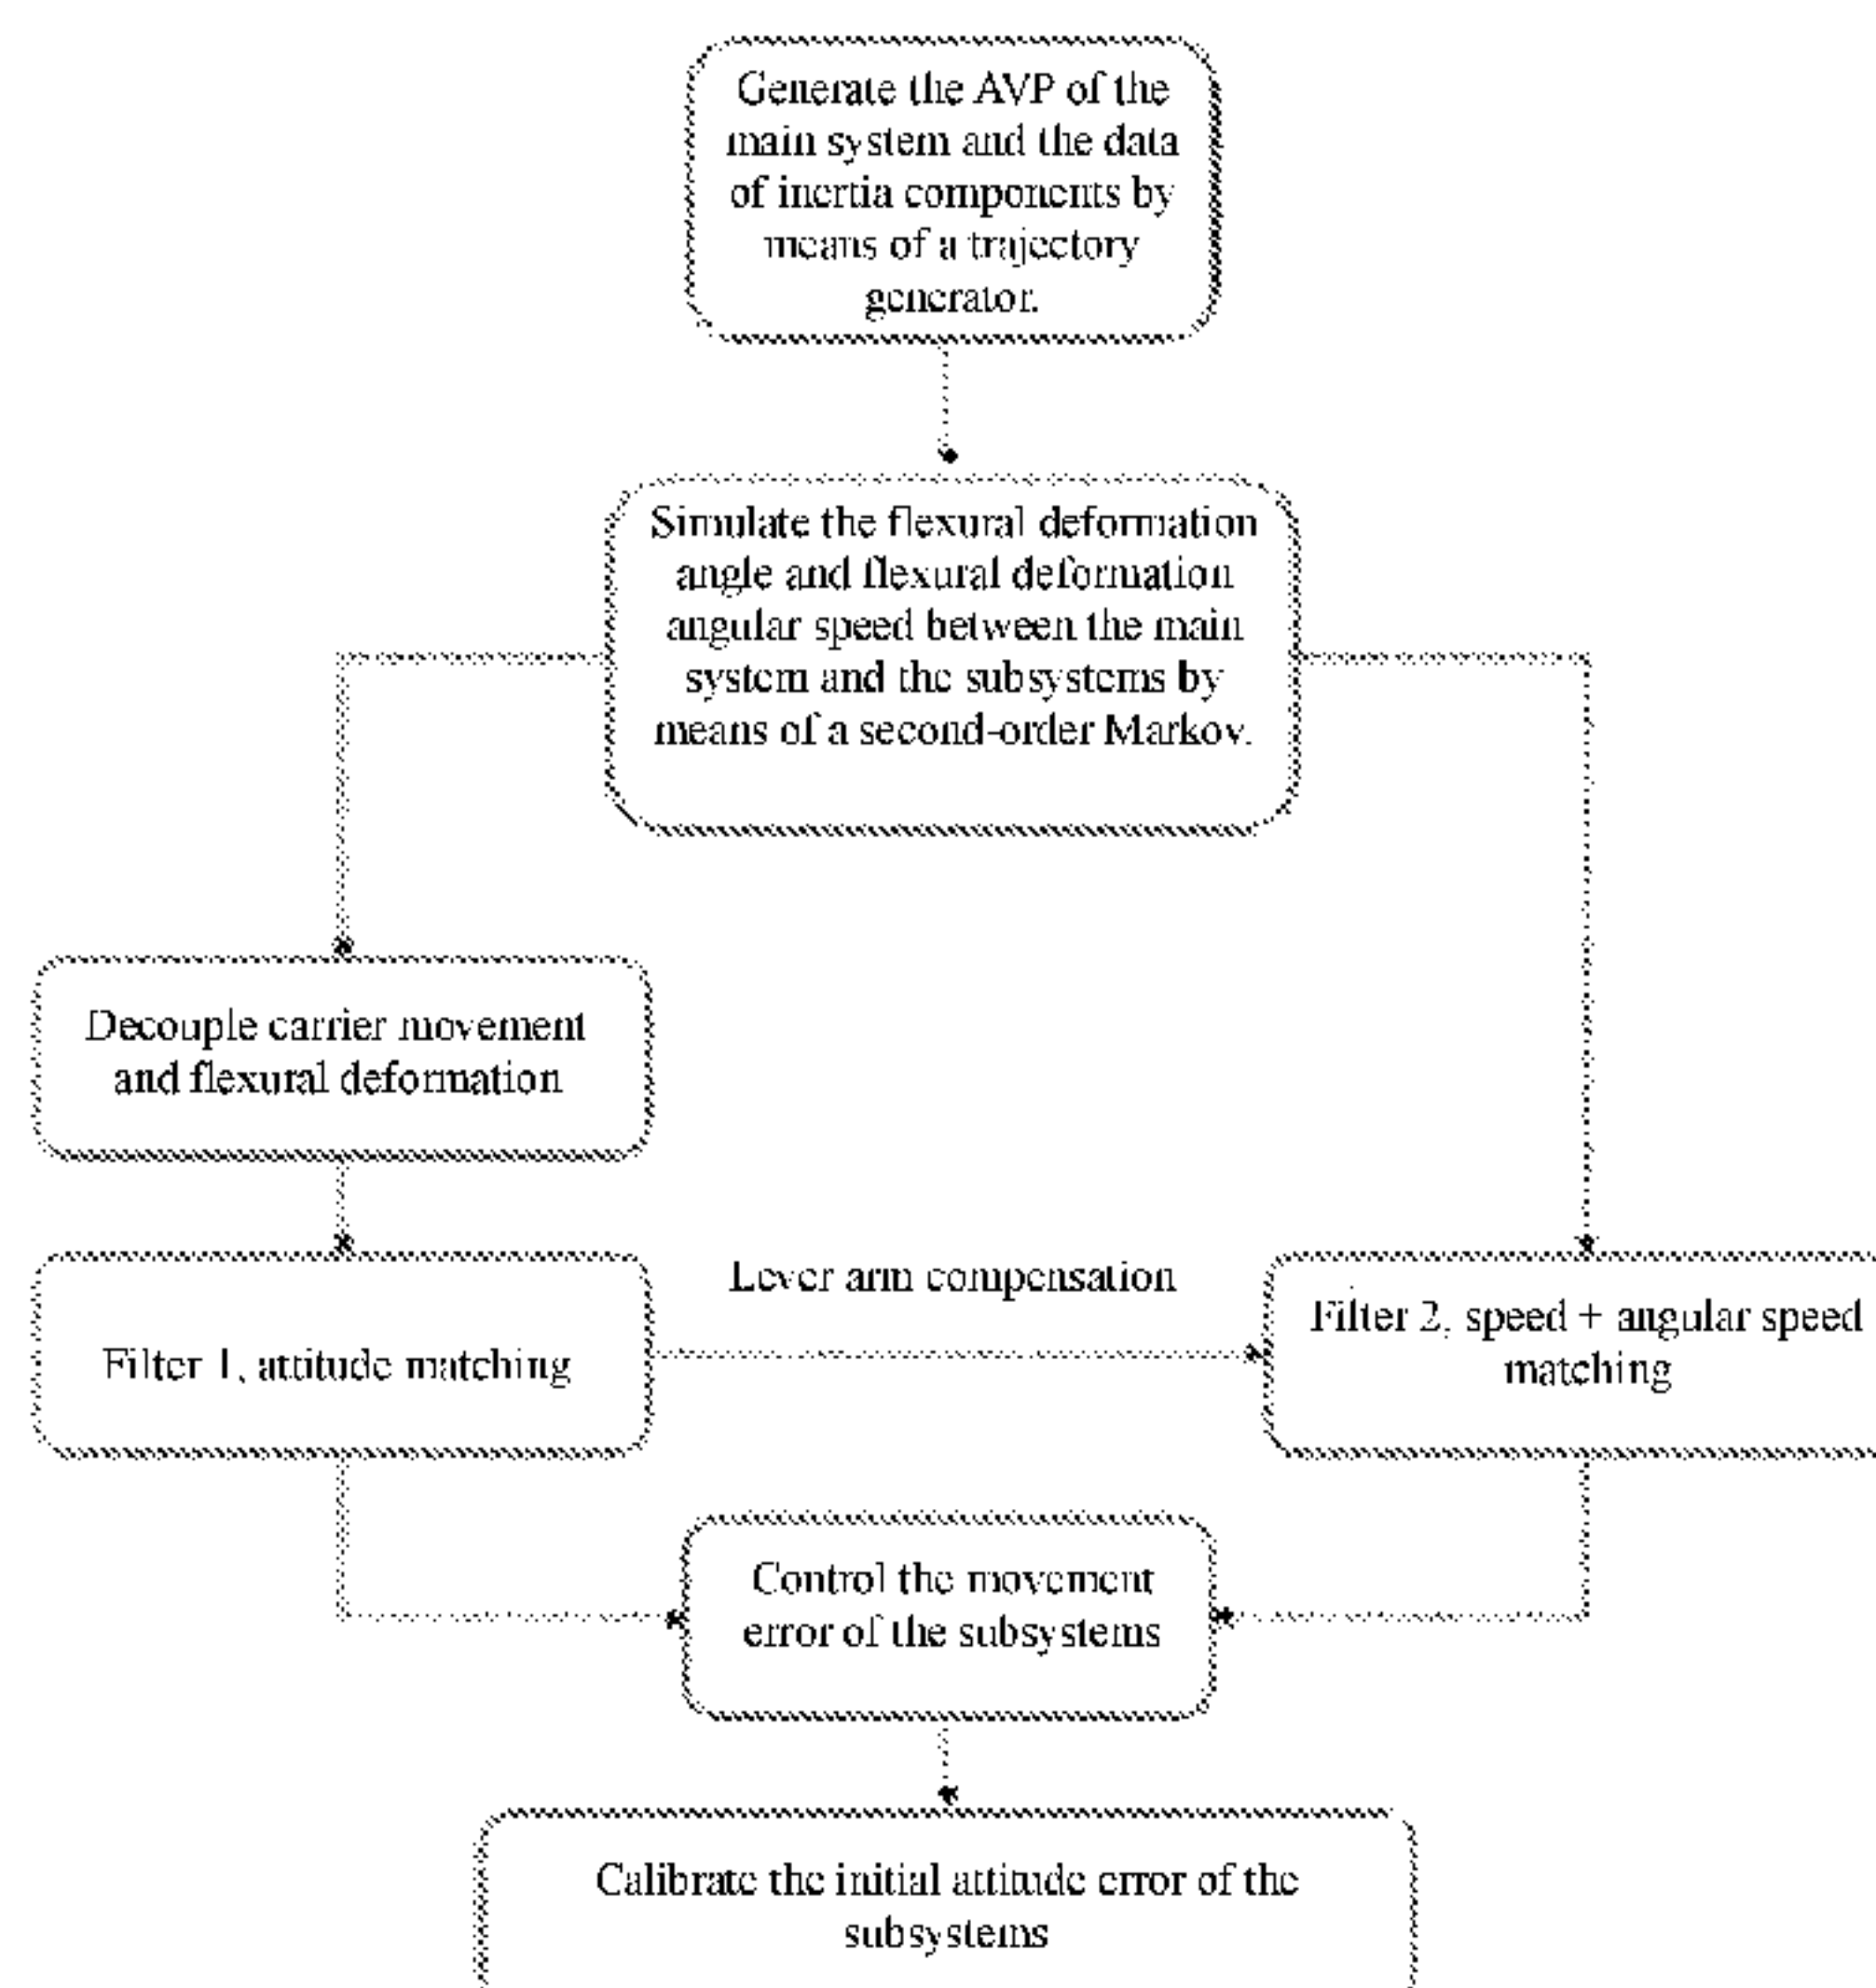 Generate the AVP of the
main system and the data
of inertia components by
means of a trajectory
generator.
Simulate the flexural deformation
angle and flexural deformation
angular speed between the main
system and the subsystems by
means of a second-order Markov.
Decouple carrier movement
and flexural deformation
Lever arm compensation
Filter 1, attitude matching
Filter 2, speed + angular speed
matching
Control the movement
error of the subsystems
Calibrate the initial attitude error of the
subsystems